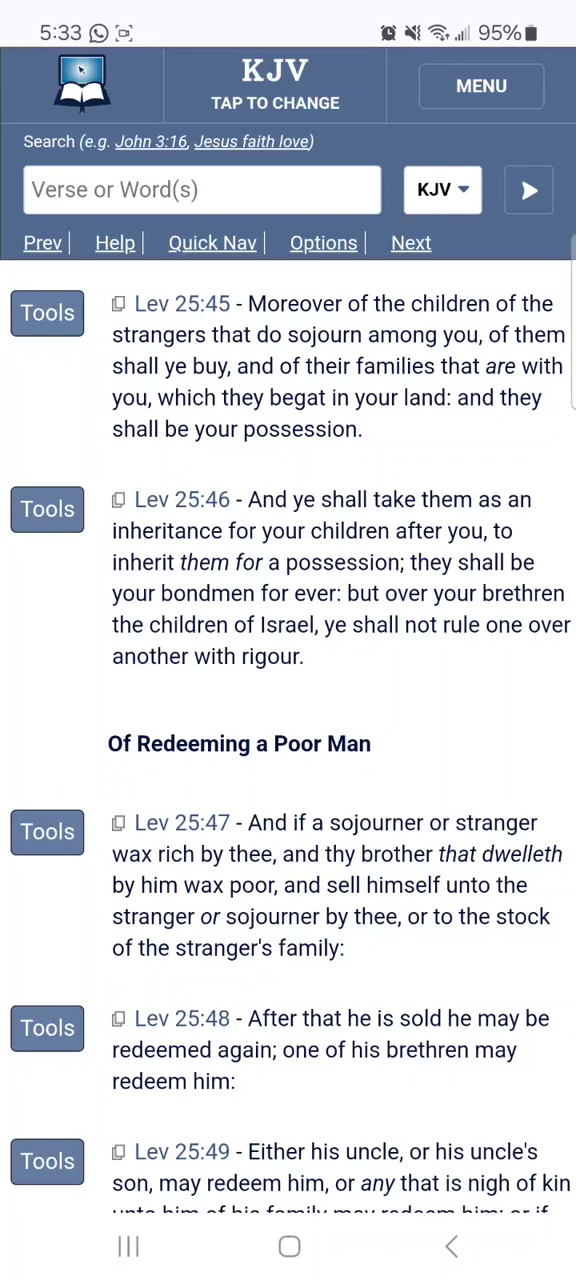 5:33 95%
KJV
TAP TO CHANGE
MENU
Search (e.g. John 3:16, Jesus faith love)
Verse or Word(s)
KJV
Prev| Help| Quick Nav| Options| Next
Tools
Lev 25:45 - Moreover of the children of the
strangers that do sojourn among you, of them
shall ye buy, and of their families that are with
you, which they begat in your land: and they
shall be your possession.
Tools
Lev 25:46 - And ye shall take them as an
inheritance for your children after you, to
inherit them for a possession; they shall be
your bondmen for ever: but over your brethren
the children of Israel, ye shall not rule one over
another with rigour.
Of Redeeming a Poor Man
Tools
Lev 25:47 - And if a sojourner or stranger
wax rich by thee, and thy brother that dwelleth
by him wax poor, and sell himself unto the
stranger or sojourner by thee, or to the stock
of the stranger's family:
Tools
Lev 25:48 - After that he is sold he may be
redeemed again; one of his brethren may
redeem him:
Tools
Lev 25:49 - Either his uncle, or his uncle's
son, may redeem him, or any that is nigh of kin
unto him of his family may redeem him; or if